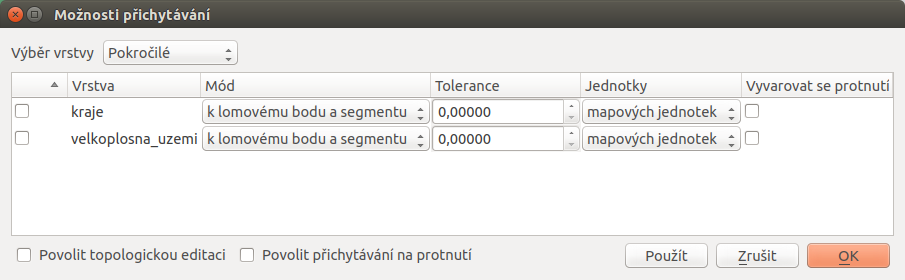 Možnosti přichytávání
Výběr vrstvy Pokročilé
Vrstva Mód Tolerance Jednotky Vyvarovat se protnutí
kraje k lomovému bodu a segmentu 0,00000 mapových jednotek
velkoplosna_uzemi k lomovému bodu a segmentu 0,00000 mapových jednotek
Povolit topologickou editaci Povolit přichytávání na protnutí Použít Zrušit OK